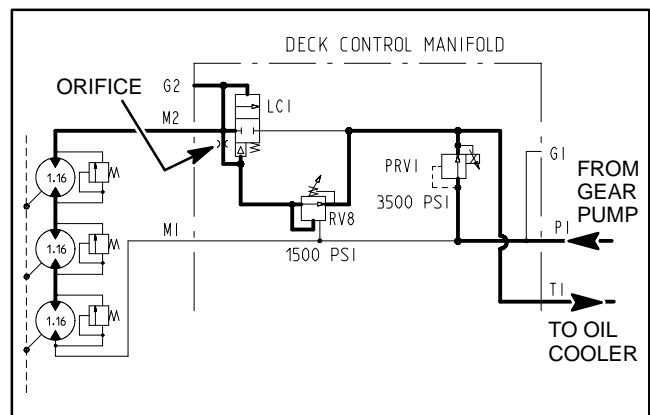 DECK CONTROL MANIFOLD
G2
ORIFICE
LC1
M2
G1
PRV1
FROM
GEAR
PUMP
3500 PSI
1.16
RV8
P1
M1
1500 PSI
1.16
T1
1.16
TO OIL
COOLER